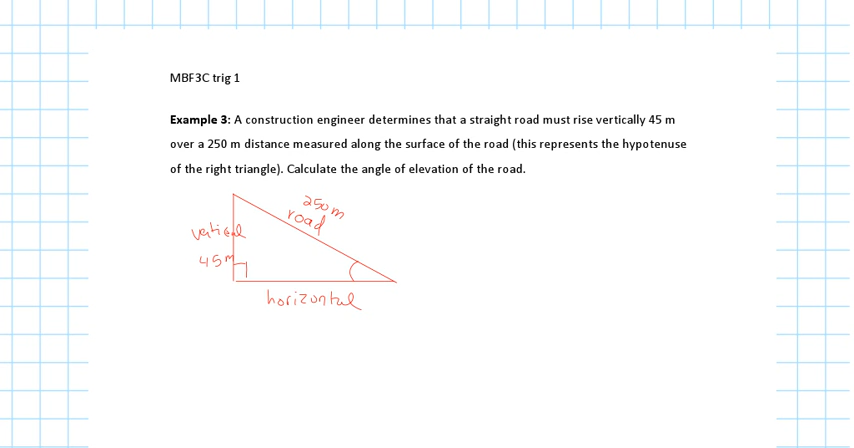 MBF3C trig 1
Example 3: A construction engineer determines that a straight road must rise vertically 45 m
over a 250 m distance measured along the surface of the road (this represents the hypotenuse
of the right triangle). Calculate the angle of elevation of the road.
250m
road
vertical
45m
horizontal